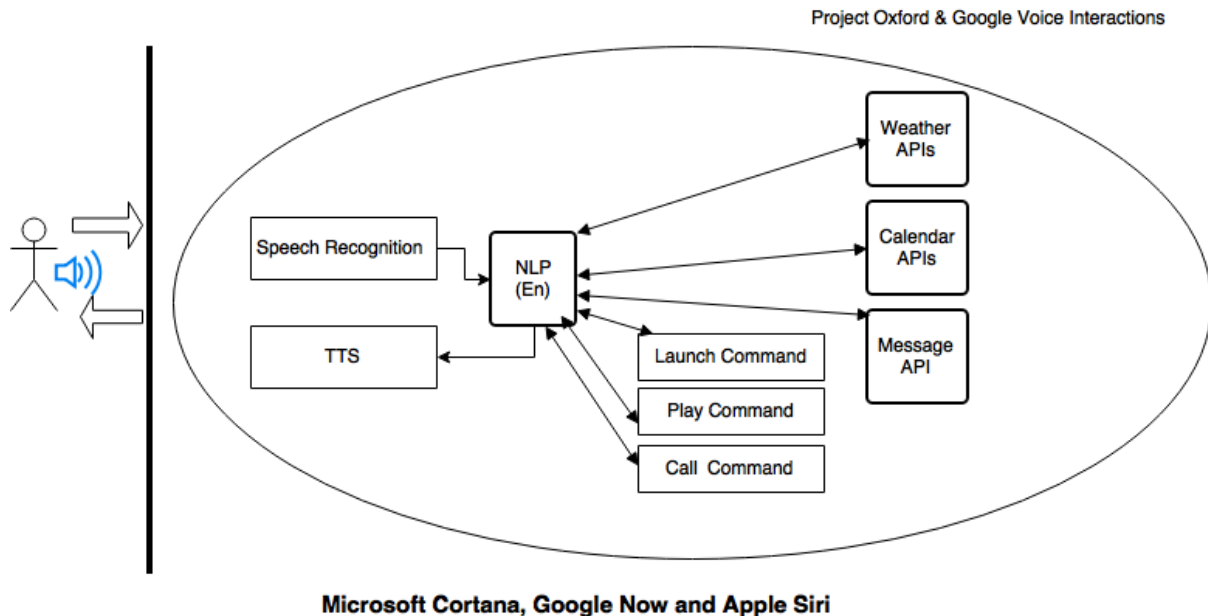 Project Oxford & Google Voice Interactions
Weather
APIs
Speech Recognition
NLP
(En)
Calendar
APIs
TTS
Launch Command
Message
API
Play Command
Call Command
Microsoft Cortana, Google Now and Apple Siri